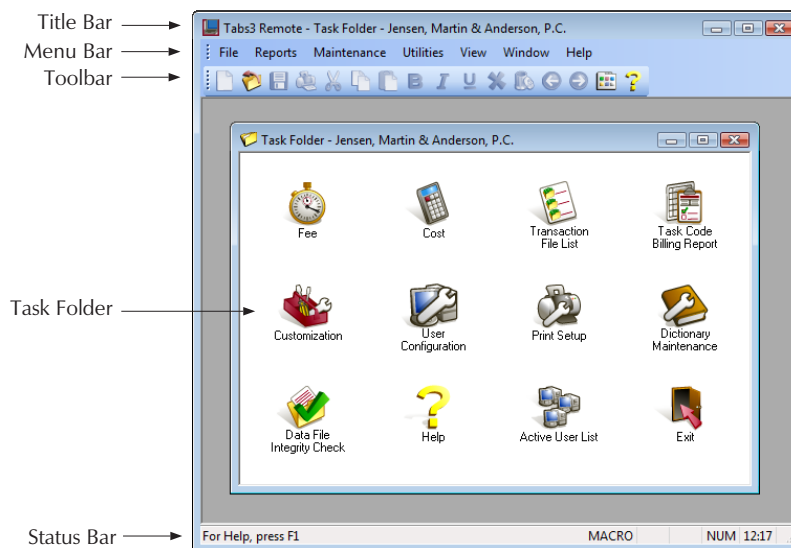 Title Bar
Tabs3 Remote - Task Folder - Jensen, Martin & Anderson, P.C.
Menu Bar
File Reports Maintenance Utilities View Window Help
Toolbar
B I U ?
Task Folder - Jensen, Martin & Anderson, P.C.
Fee
Cost
Transaction
File List
Task Code
Billing Report
Task Folder
Customization
User
Configuration
Print Setup
Dictionary
Maintenance
Data File
Integrity Check
Help
Active User List
Exit
Status Bar
For Help, press F1 MACRO NUM 12:17